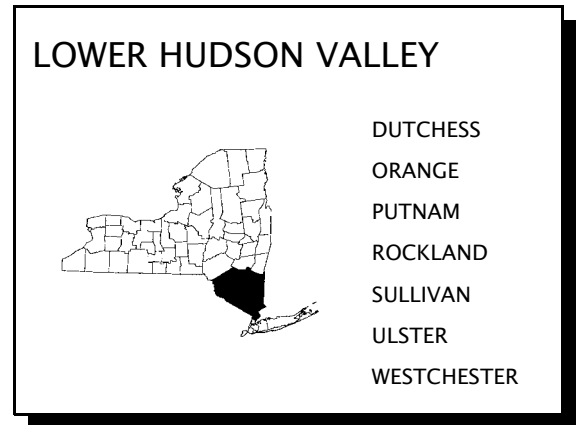 LOWER HUDSON VALLEY
DUTCHESS
ORANGE
PUTNAM
ROCKLAND
SULLIVAN
ULSTER
WESTCHESTER